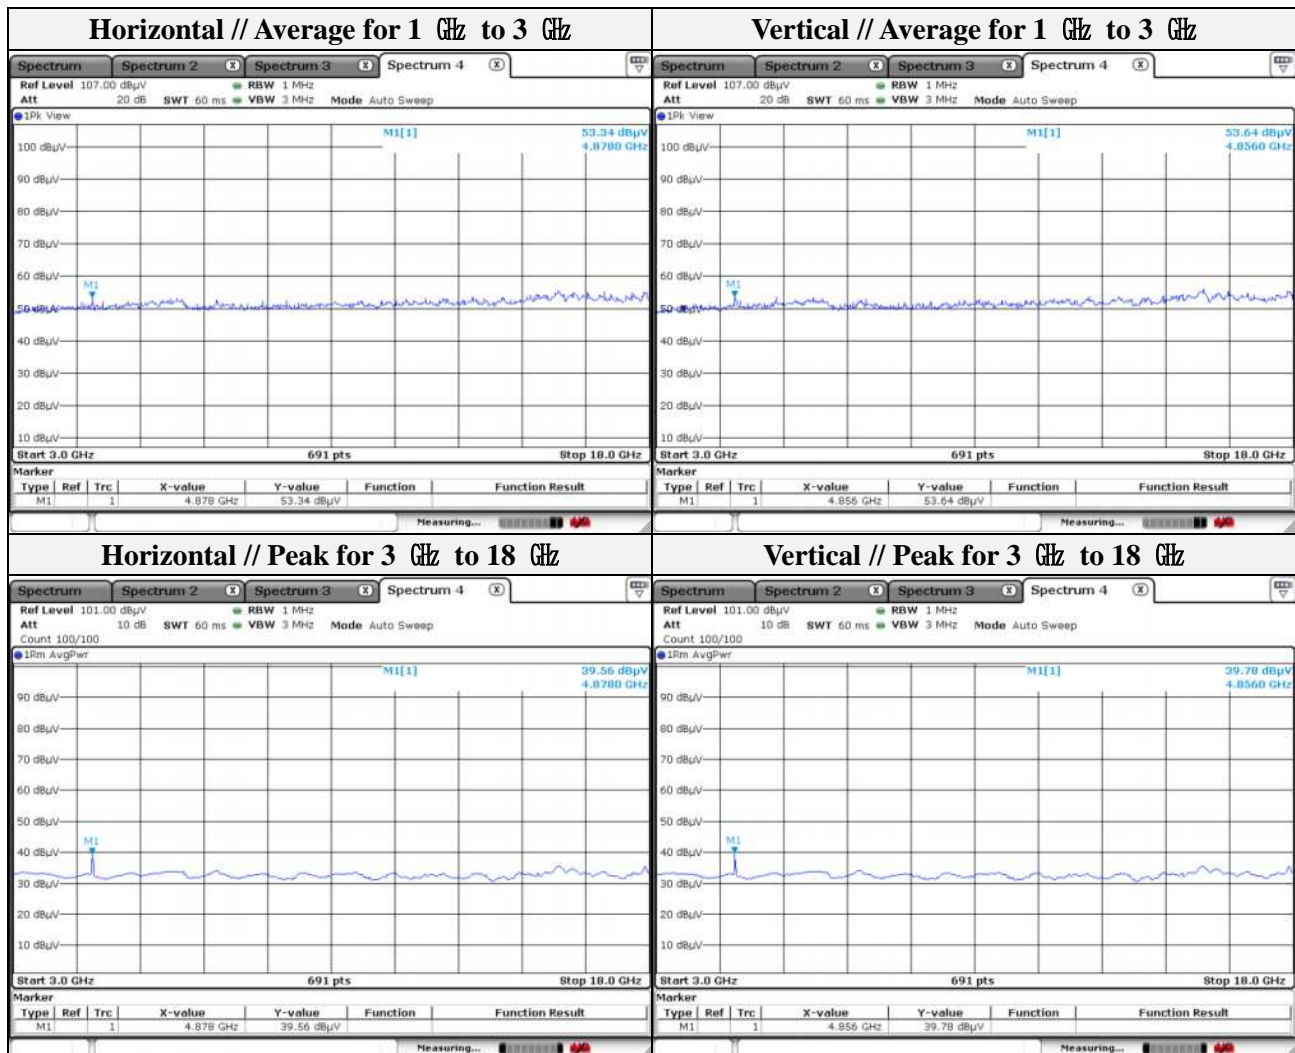 Horizontal // Average for 1 ㎓ to 3 ㎓
Vertical // Average for 1 ㎓ to 3 ㎓
Spectrum Spectrum 2 X Spectrum 3 X Spectrum 4 X
Ref Level 107.00 dBµV RBW 1 MHz
Att 20 dB SWT 60 ms VBW 3 MHz Mode Auto Sweep
1Pk View
M1[1] 53.34 dBµV
4.8780 GHz
100 dBµV
90 dBµV
80 dBµV
70 dBµV
60 dBµV
M1
50 dBµV
40 dBµV
30 dBµV
20 dBµV
10 dBµV
Start 3.0 GHz 691 pts Stop 18.0 GHz
Marker
Type Ref Trc X-value Y-value Function Function Result
M1 1 4.878 GHz 53.34 dBµV
Measuring...
Spectrum Spectrum 2 X Spectrum 3 X Spectrum 4 X
Ref Level 107.00 dBµV RBW 1 MHz
Att 20 dB SWT 60 ms VBW 3 MHz Mode Auto Sweep
1Pk View
M1[1] 53.64 dBµV
4.8560 GHz
100 dBµV
90 dBµV
80 dBµV
70 dBµV
60 dBµV
M1
50 dBµV
40 dBµV
30 dBµV
20 dBµV
10 dBµV
Start 3.0 GHz 691 pts Stop 18.0 GHz
Marker
Type Ref Trc X-value Y-value Function Function Result
M1 1 4.856 GHz 53.64 dBµV
Measuring...
Horizontal // Peak for 3 ㎓ to 18 ㎓
Vertical // Peak for 3 ㎓ to 18 ㎓
Spectrum Spectrum 2 X Spectrum 3 X Spectrum 4 X
Ref Level 101.00 dBµV RBW 1 MHz
Att 10 dB SWT 60 ms VBW 3 MHz Mode Auto Sweep
Count 100/100
1Rm AvgPwr
M1[1] 39.56 dBµV
4.8780 GHz
90 dBµV
80 dBµV
70 dBµV
60 dBµV
50 dBµV
M1
40 dBµV
30 dBµV
20 dBµV
10 dBµV
Start 3.0 GHz 691 pts Stop 18.0 GHz
Marker
Type Ref Trc X-value Y-value Function Function Result
M1 1 4.878 GHz 39.56 dBµV
Measuring...
Spectrum Spectrum 2 X Spectrum 3 X Spectrum 4 X
Ref Level 101.00 dBµV RBW 1 MHz
Att 10 dB SWT 60 ms VBW 3 MHz Mode Auto Sweep
Count 100/100
1Rm AvgPwr
M1[1] 39.78 dBµV
4.8560 GHz
90 dBµV
80 dBµV
70 dBµV
60 dBµV
50 dBµV
M1
40 dBµV
30 dBµV
20 dBµV
10 dBµV
Start 3.0 GHz 691 pts Stop 18.0 GHz
Marker
Type Ref Trc X-value Y-value Function Function Result
M1 1 4.856 GHz 39.78 dBµV
Measuring...